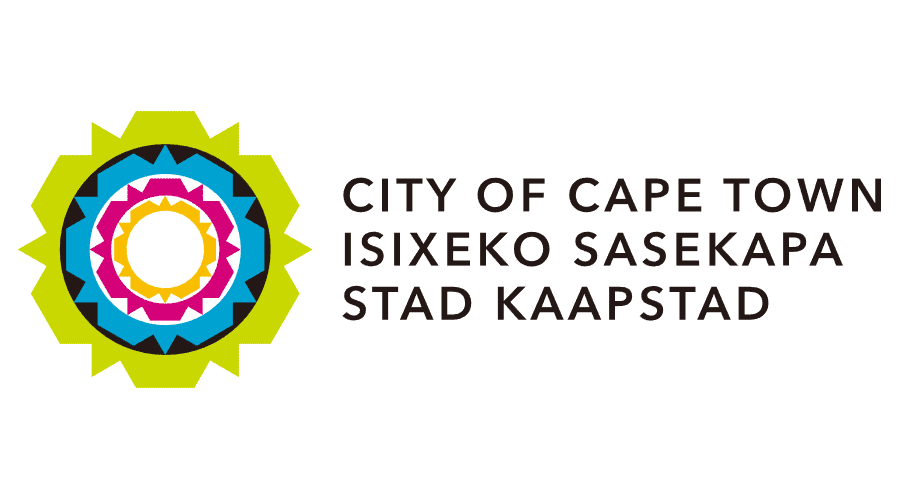 CITY OF CAPE TOWN
ISIXEKO SASEKAPA
STAD KAAPSTAD